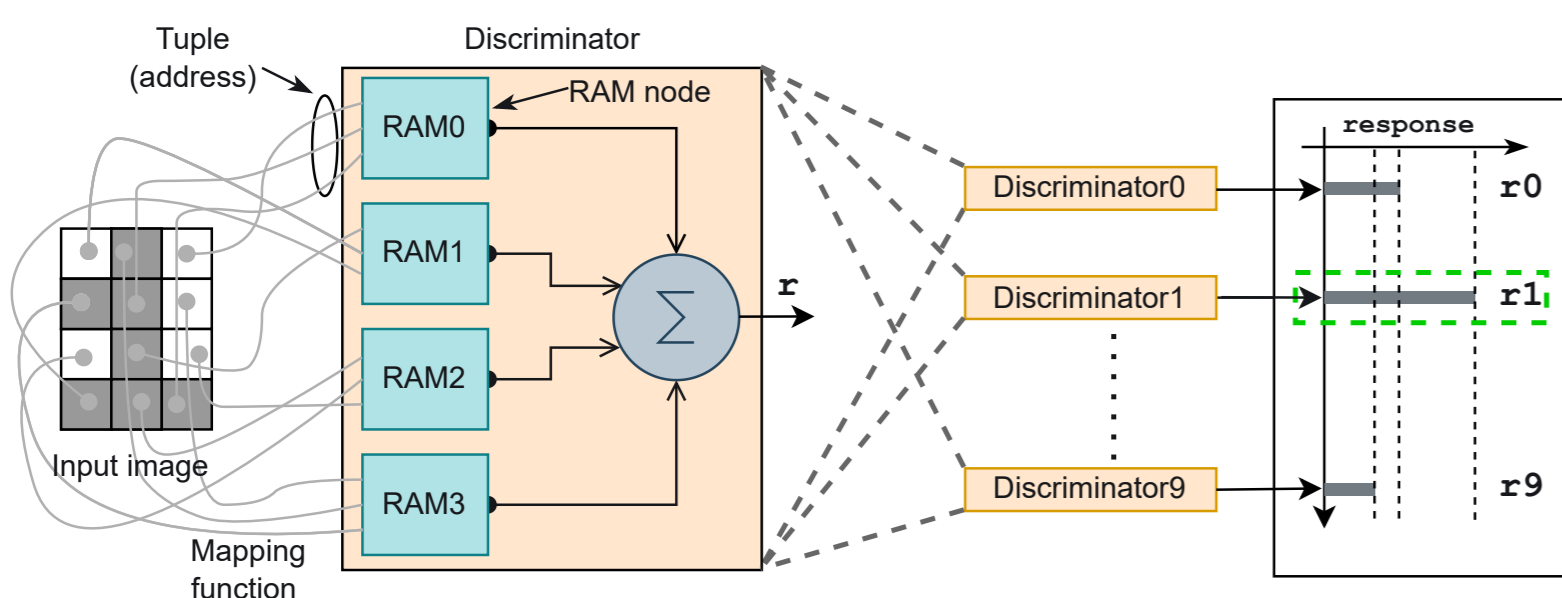 Tuple
(address)
Discriminator
RAM node
RAM0
RAM1
RAM2
RAM3
∑
r
Input image
Mapping
function
Discriminator0
Discriminator1
Discriminator9
response
r0
r1
r9